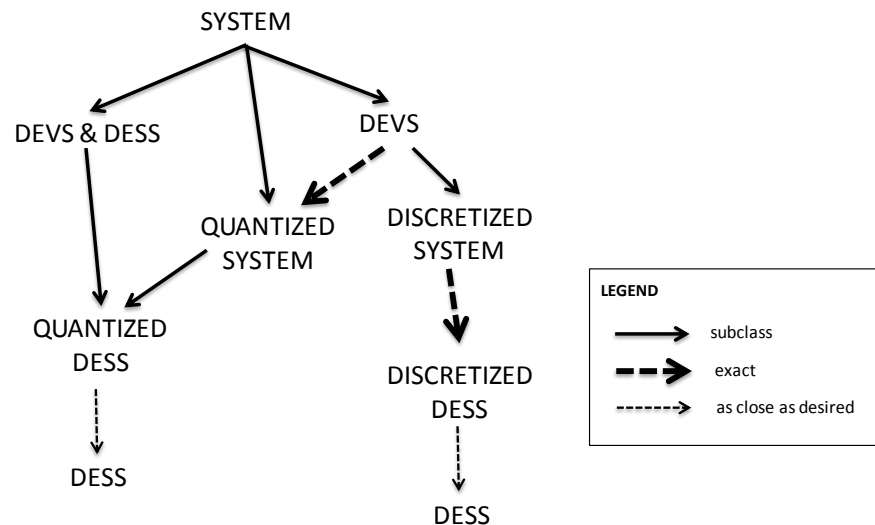 SYSTEM
DEVS & DESS
DEVS
QUANTIZED
SYSTEM
DISCRETIZED
SYSTEM
QUANTIZED
DESS
DISCRETIZED
DESS
DESS
DESS
LEGEND
subclass
exact
as close as desired